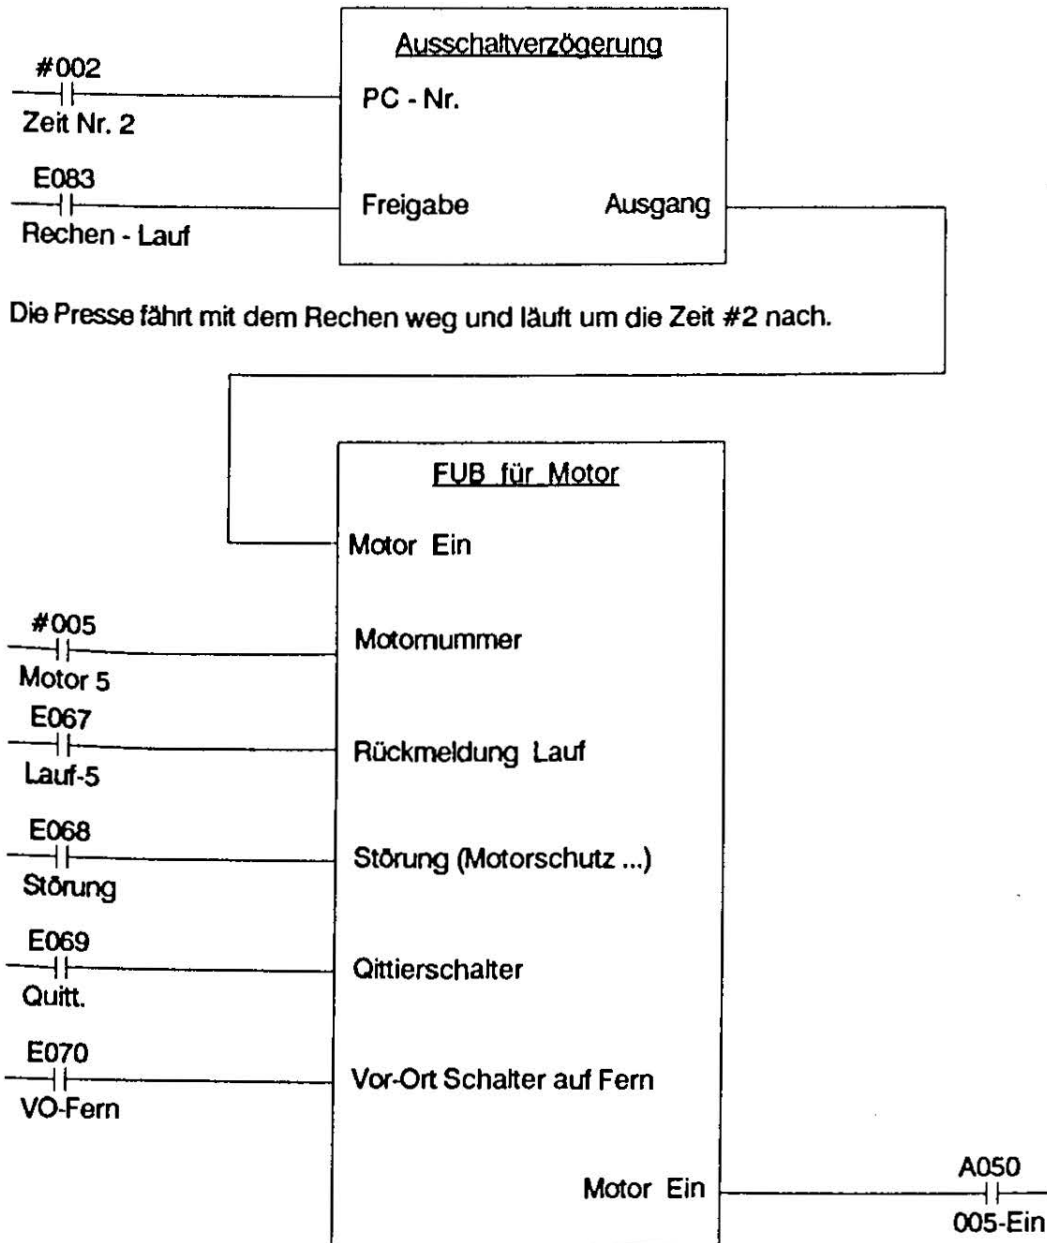 Ausschaltverzögerung
#002
PC - Nr.
Zeit Nr. 2
E083
Freigabe Ausgang
Rechen - Lauf
Die Presse fährt mit dem Rechen weg und läuft um die Zeit #2 nach.
FUB für Motor
Motor Ein
#005
Motornummer
Motor 5
E067
Rückmeldung Lauf
Lauf-5
E068
Störung (Motorschutz ...)
Störung
E069
Qittierschalter
Quitt.
E070
Vor-Ort Schalter auf Fern
VO-Fern
A050
Motor Ein
005-Ein